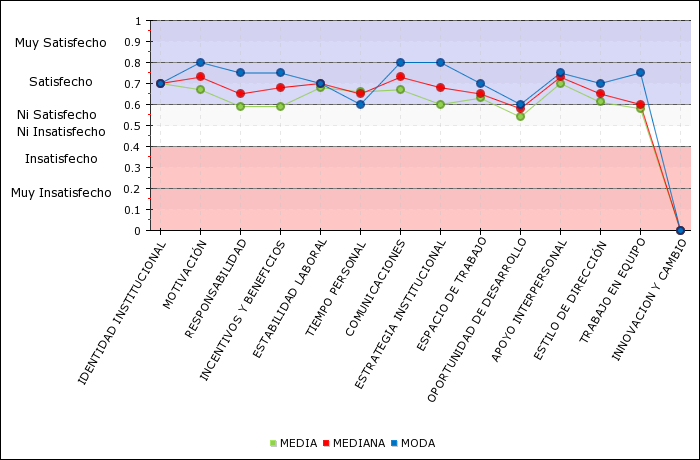 Muy Satisfecho
Satisfecho
Ni Satisfecho
Ni Insatisfecho
Insatisfecho
Muy Insatisfecho
1
0.9
0.8
0.7
0.6
0.5
0.4
0.3
0.2
0.1
0
IDENTIDAD INSTITUCIONAL
MOTIVACIÓN
RESPONSABILIDAD
INCENTIVOS Y BENEFICIOS
ESTABILIDAD LABORAL
TIEMPO PERSONAL
COMUNICACIONES
ESTRATEGIA INSTITUCIONAL
ESPACIO DE TRABAJO
OPORTUNIDAD DE DESARROLLO
APOYO INTERPERSONAL
ESTILO DE DIRECCIÓN
TRABAJO EN EQUIPO
INNOVACION Y CAMBIO
MEDIA MEDIANA MODA